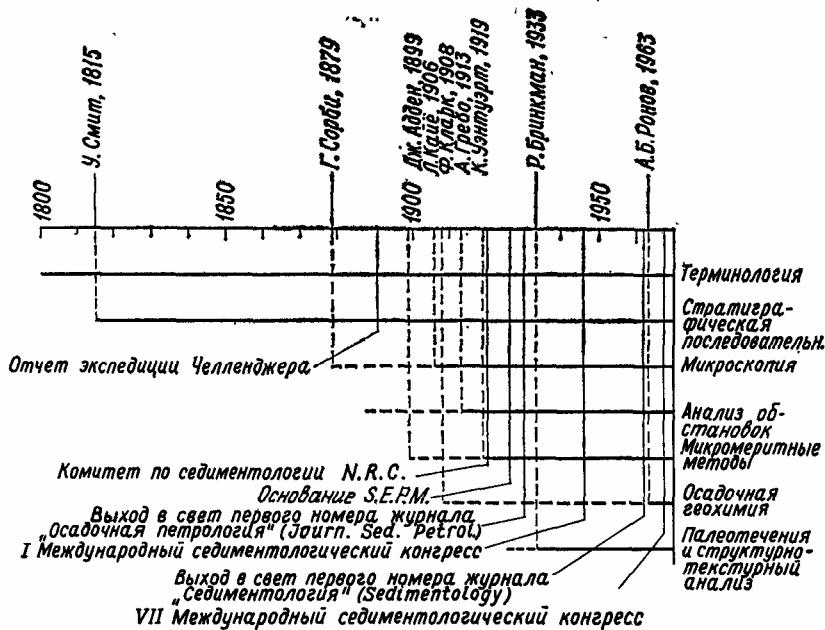 У. Смит, 1815
Г. Сорби, 1879
Дж. Адден, 1899
Л. Кайё, 1906
Ф. Кларк, 1908
А. Гребо, 1913
К. Уэнтуэрт, 1919
Р. Бринкман, 1933
А.Б. Ронов, 1963
1800
1850
1900
1950
Терминология
Стратигра-
фическая
последовательн.
Отчет экспедиции Челленджера
Микроскопия
Анализ об-
становок
Микромеритные
методы
Комитет по седиментологии N.R.C.
Основание S.E.P.M.
Осадочная
геохимия
Выход в свет первого номера журнала
„Осадочная петрология" (Journ. Sed. Petrol)
I Международный седиментологический конгресс
Палеотечения
и структурно-
текстурный
анализ
Выход в свет первого номера журнала
„Седиментология" (Sedimentology)
VII Международный седиментологический конгресс